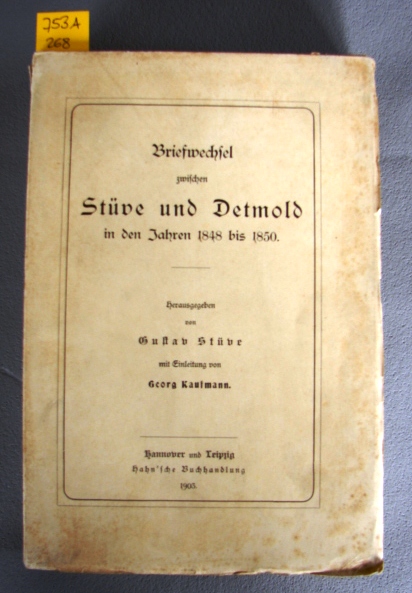 753A
268
Briefwechsel
zwischen
Stüve und Detmold
in den Jahren 1848 bis 1850.
Herausgegeben
von
Gustav Stüve
mit Einleitung von
Georg Kaufmann.
Hannover und Leipzig
Hahn'sche Buchhandlung
1903.